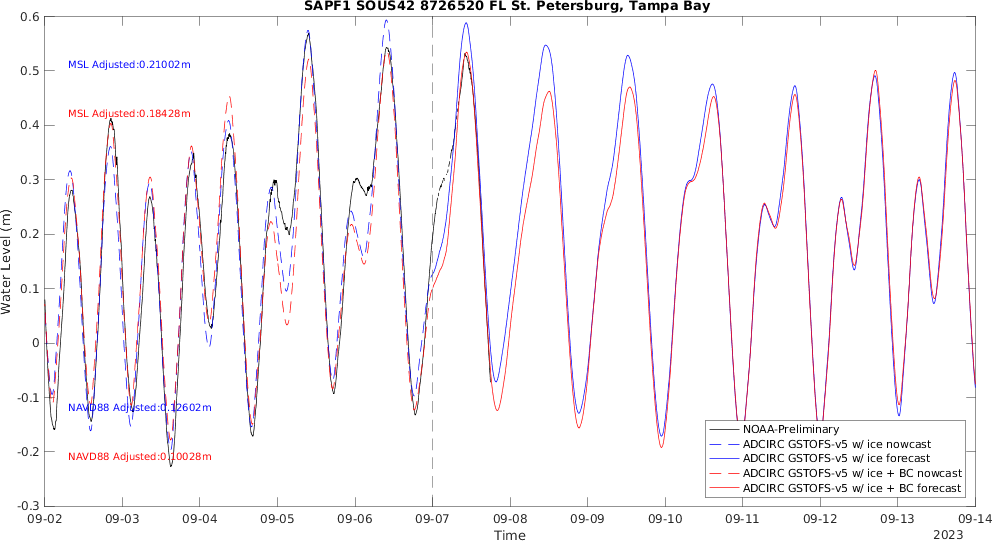 SAPF1 SOUS42 8726520 FL St. Petersburg, Tampa Bay
0.6
0.5
0.4
0.3
0.2
0.1
0
-0.1
-0.2
-0.3
Water Level (m)
MSL Adjusted:0.21002m
MSL Adjusted:0.18428m
NAVD88 Adjusted:0.12602m
NAVD88 Adjusted:0.10028m
NOAA-Preliminary
ADCIRC GSTOFS-v5 w/ ice nowcast
ADCIRC GSTOFS-v5 w/ ice forecast
ADCIRC GSTOFS-v5 w/ ice + BC nowcast
ADCIRC GSTOFS-v5 w/ ice + BC forecast
09-02 09-03 09-04 09-05 09-06 09-07 09-08 09-09 09-10 09-11 09-12 09-13 09-14
Time
2023